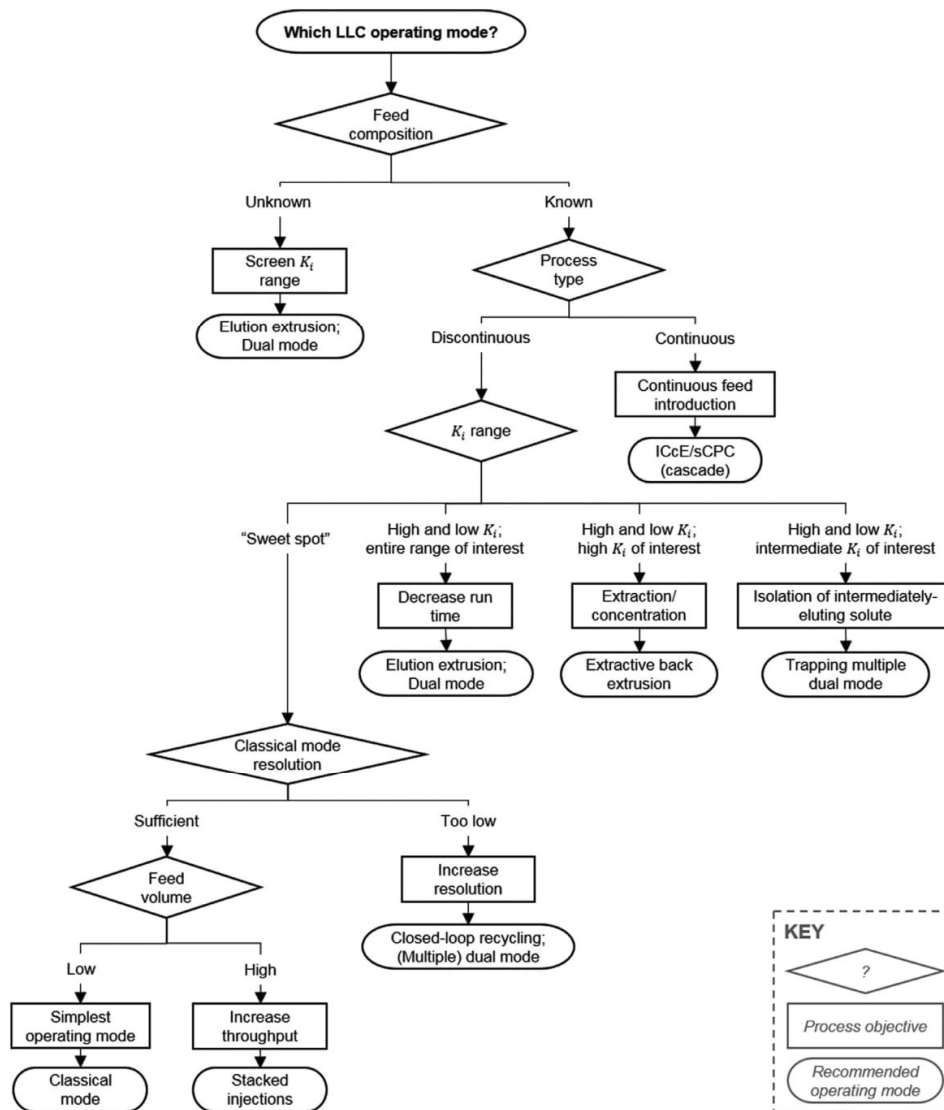 Which LLC operating mode?
Feed
composition
Unknown
Known
Screen K_i
range
Process
type
Elution extrusion;
Dual mode
Discontinuous
Continuous
Continuous feed
introduction
K_i range
ICcE/sCPC
(cascade)
"Sweet spot"
High and low K_i;
entire range of interest
High and low K_i;
high K_i of interest
High and low K_i;
intermediate K_i of interest
Decrease run
time
Extraction/
concentration
Isolation of intermediately-
eluting solute
Elution extrusion;
Dual mode
Extractive back
extrusion
Trapping multiple
dual mode
Classical mode
resolution
Sufficient
Too low
Feed
volume
Increase
resolution
Closed-loop recycling;
(Multiple) dual mode
Low
High
Simplest
operating mode
Increase
throughput
Classical
mode
Stacked
injections
KEY
?
Process objective
Recommended
operating mode